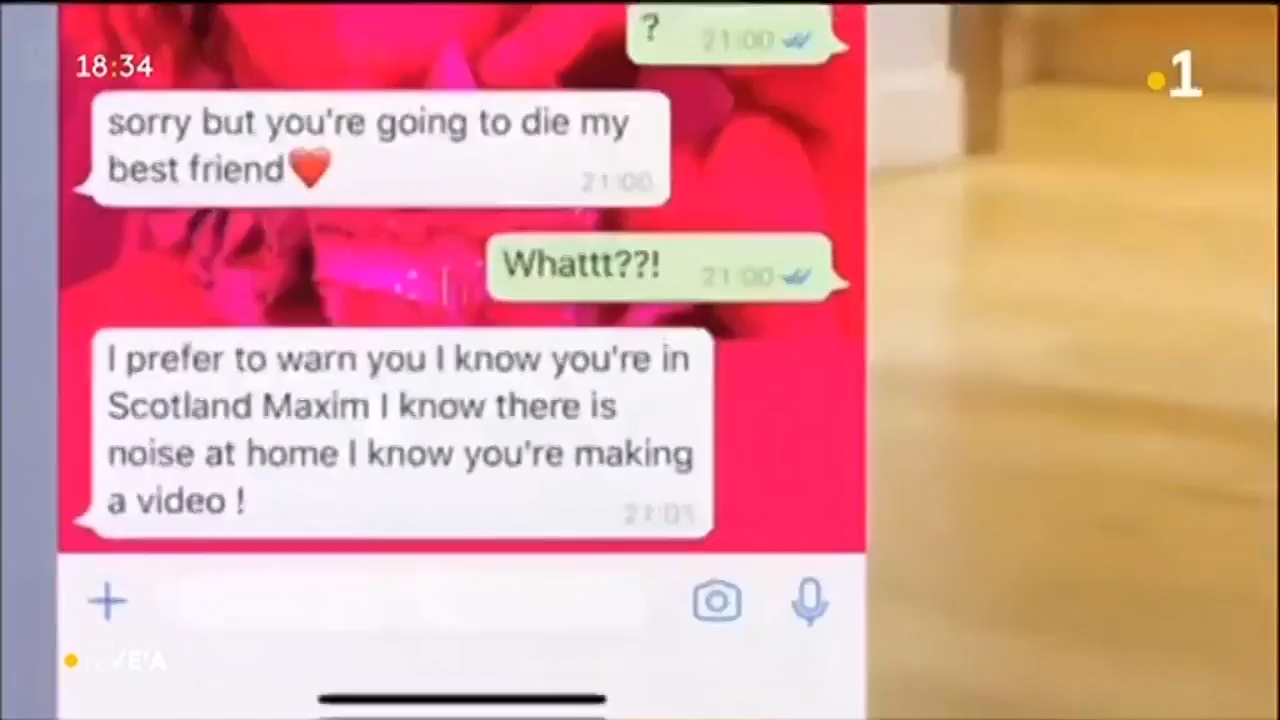 ?
21:00
18:34
1
sorry but you're going to die my
best friend❤️
21:00
Whattt??!
21:00
I prefer to warn you I know you're in
Scotland Maxim I know there is
noise at home I know you're making
a video !
21:01
VE'A